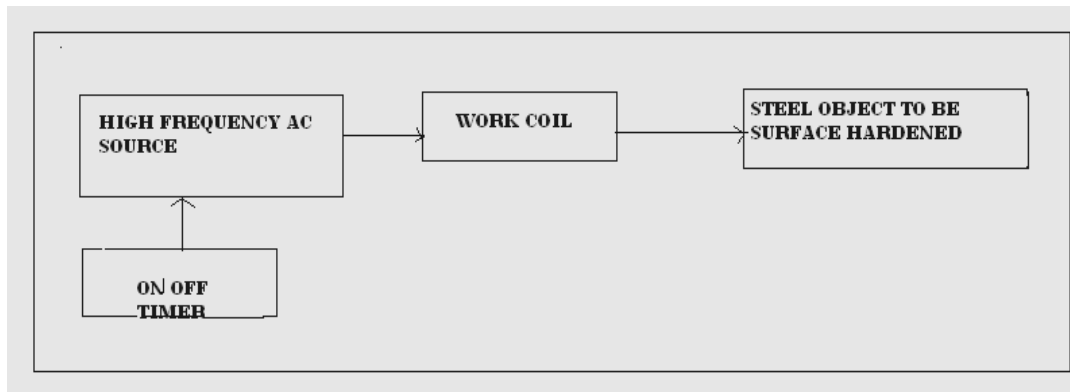 HIGH FREQUENCY AC
SOURCE
WORK COIL
STEEL OBJECT TO BE
SURFACE HARDENED
ON OFF
TIMER